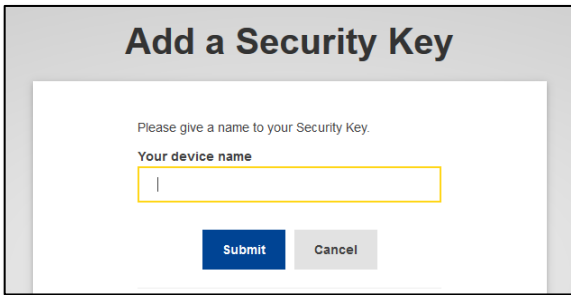 Add a Security Key
Please give a name to your Security Key.
Your device name
Submit Cancel